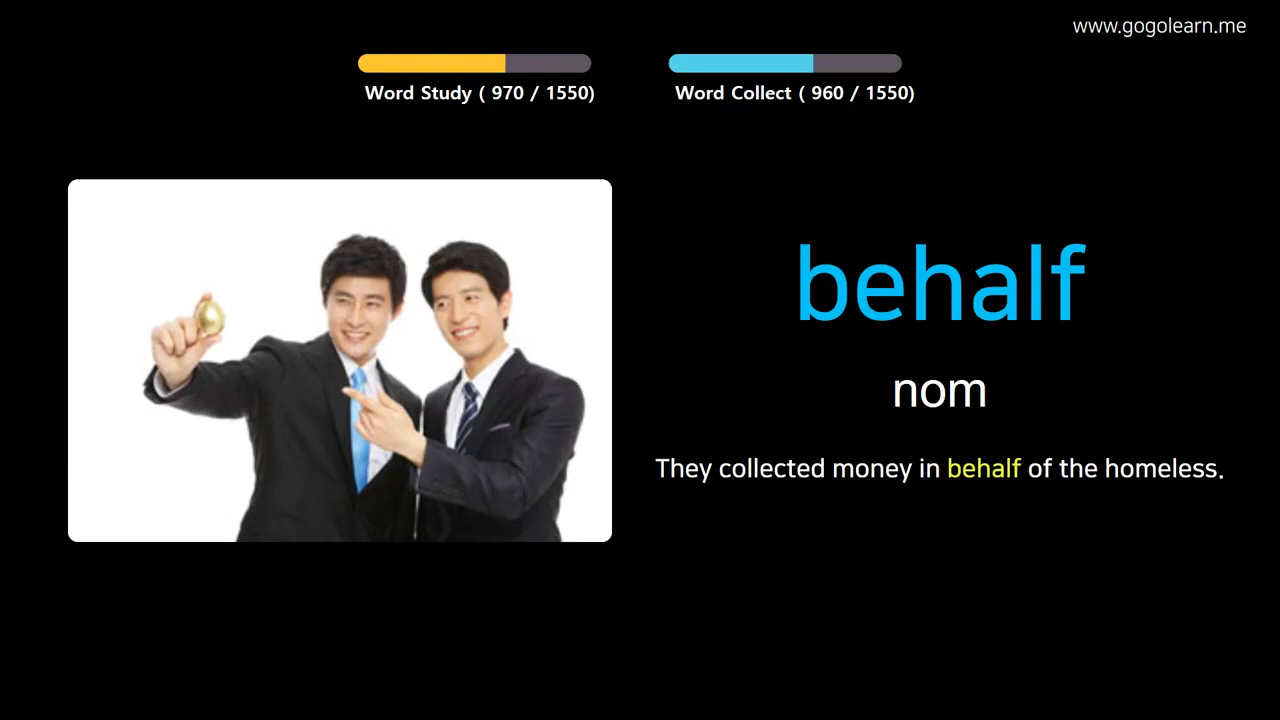 www.gogolearn.me
Word Study ( 970 / 1550)
Word Collect ( 960 / 1550)
behalf
nom
They collected money in behalf of the homeless.